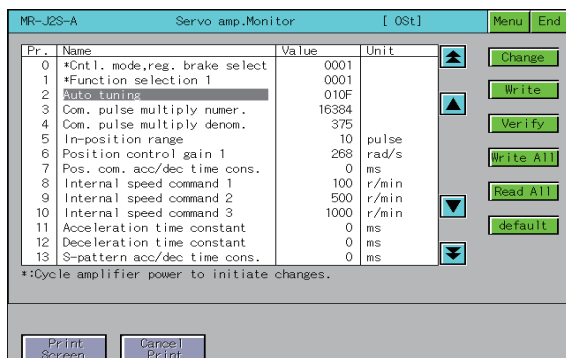 MR-J2S-A Servo amp.Monitor [ OSt] Menu End
Pr. Name Value Unit
0 *Cntl. mode,reg. brake select 0001
1 *Function selection 1 0001
2 Auto tuning 010F
3 Com. pulse multiply numer. 16384
4 Com. pulse multiply denom. 375
5 In-position range 10 pulse
6 Position control gain 1 268 rad/s
7 Pos. com. acc/dec time cons. 0 ms
8 Internal speed command 1 100 r/min
9 Internal speed command 2 500 r/min
10 Internal speed command 3 1000 r/min
11 Acceleration time constant 0 ms
12 Deceleration time constant 0 ms
13 S-pattern acc/dec time cons. 0 ms
*:Cycle amplifier power to initiate changes.
Change
Write
Verify
Write All
Read All
default
Print
Screen
Cancel
Print